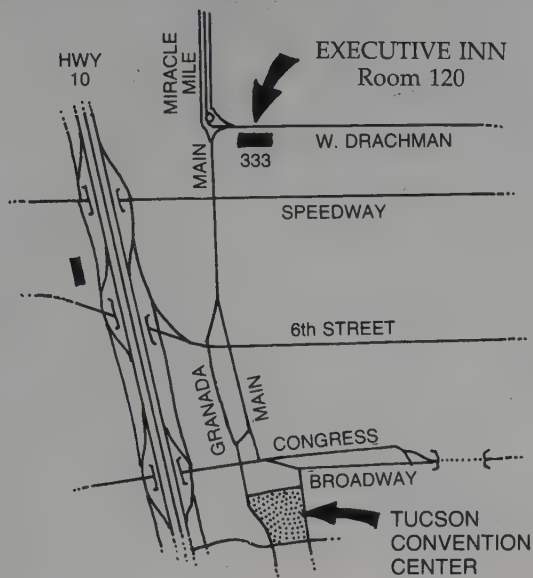 HWY
10
MIRACLE
MILE
EXECUTIVE INN
Room 120
W. DRACHMAN
333
MAIN
SPEEDWAY
6th STREET
GRANADA
MAIN
CONGRESS
BROADWAY
TUCSON
CONVENTION
CENTER